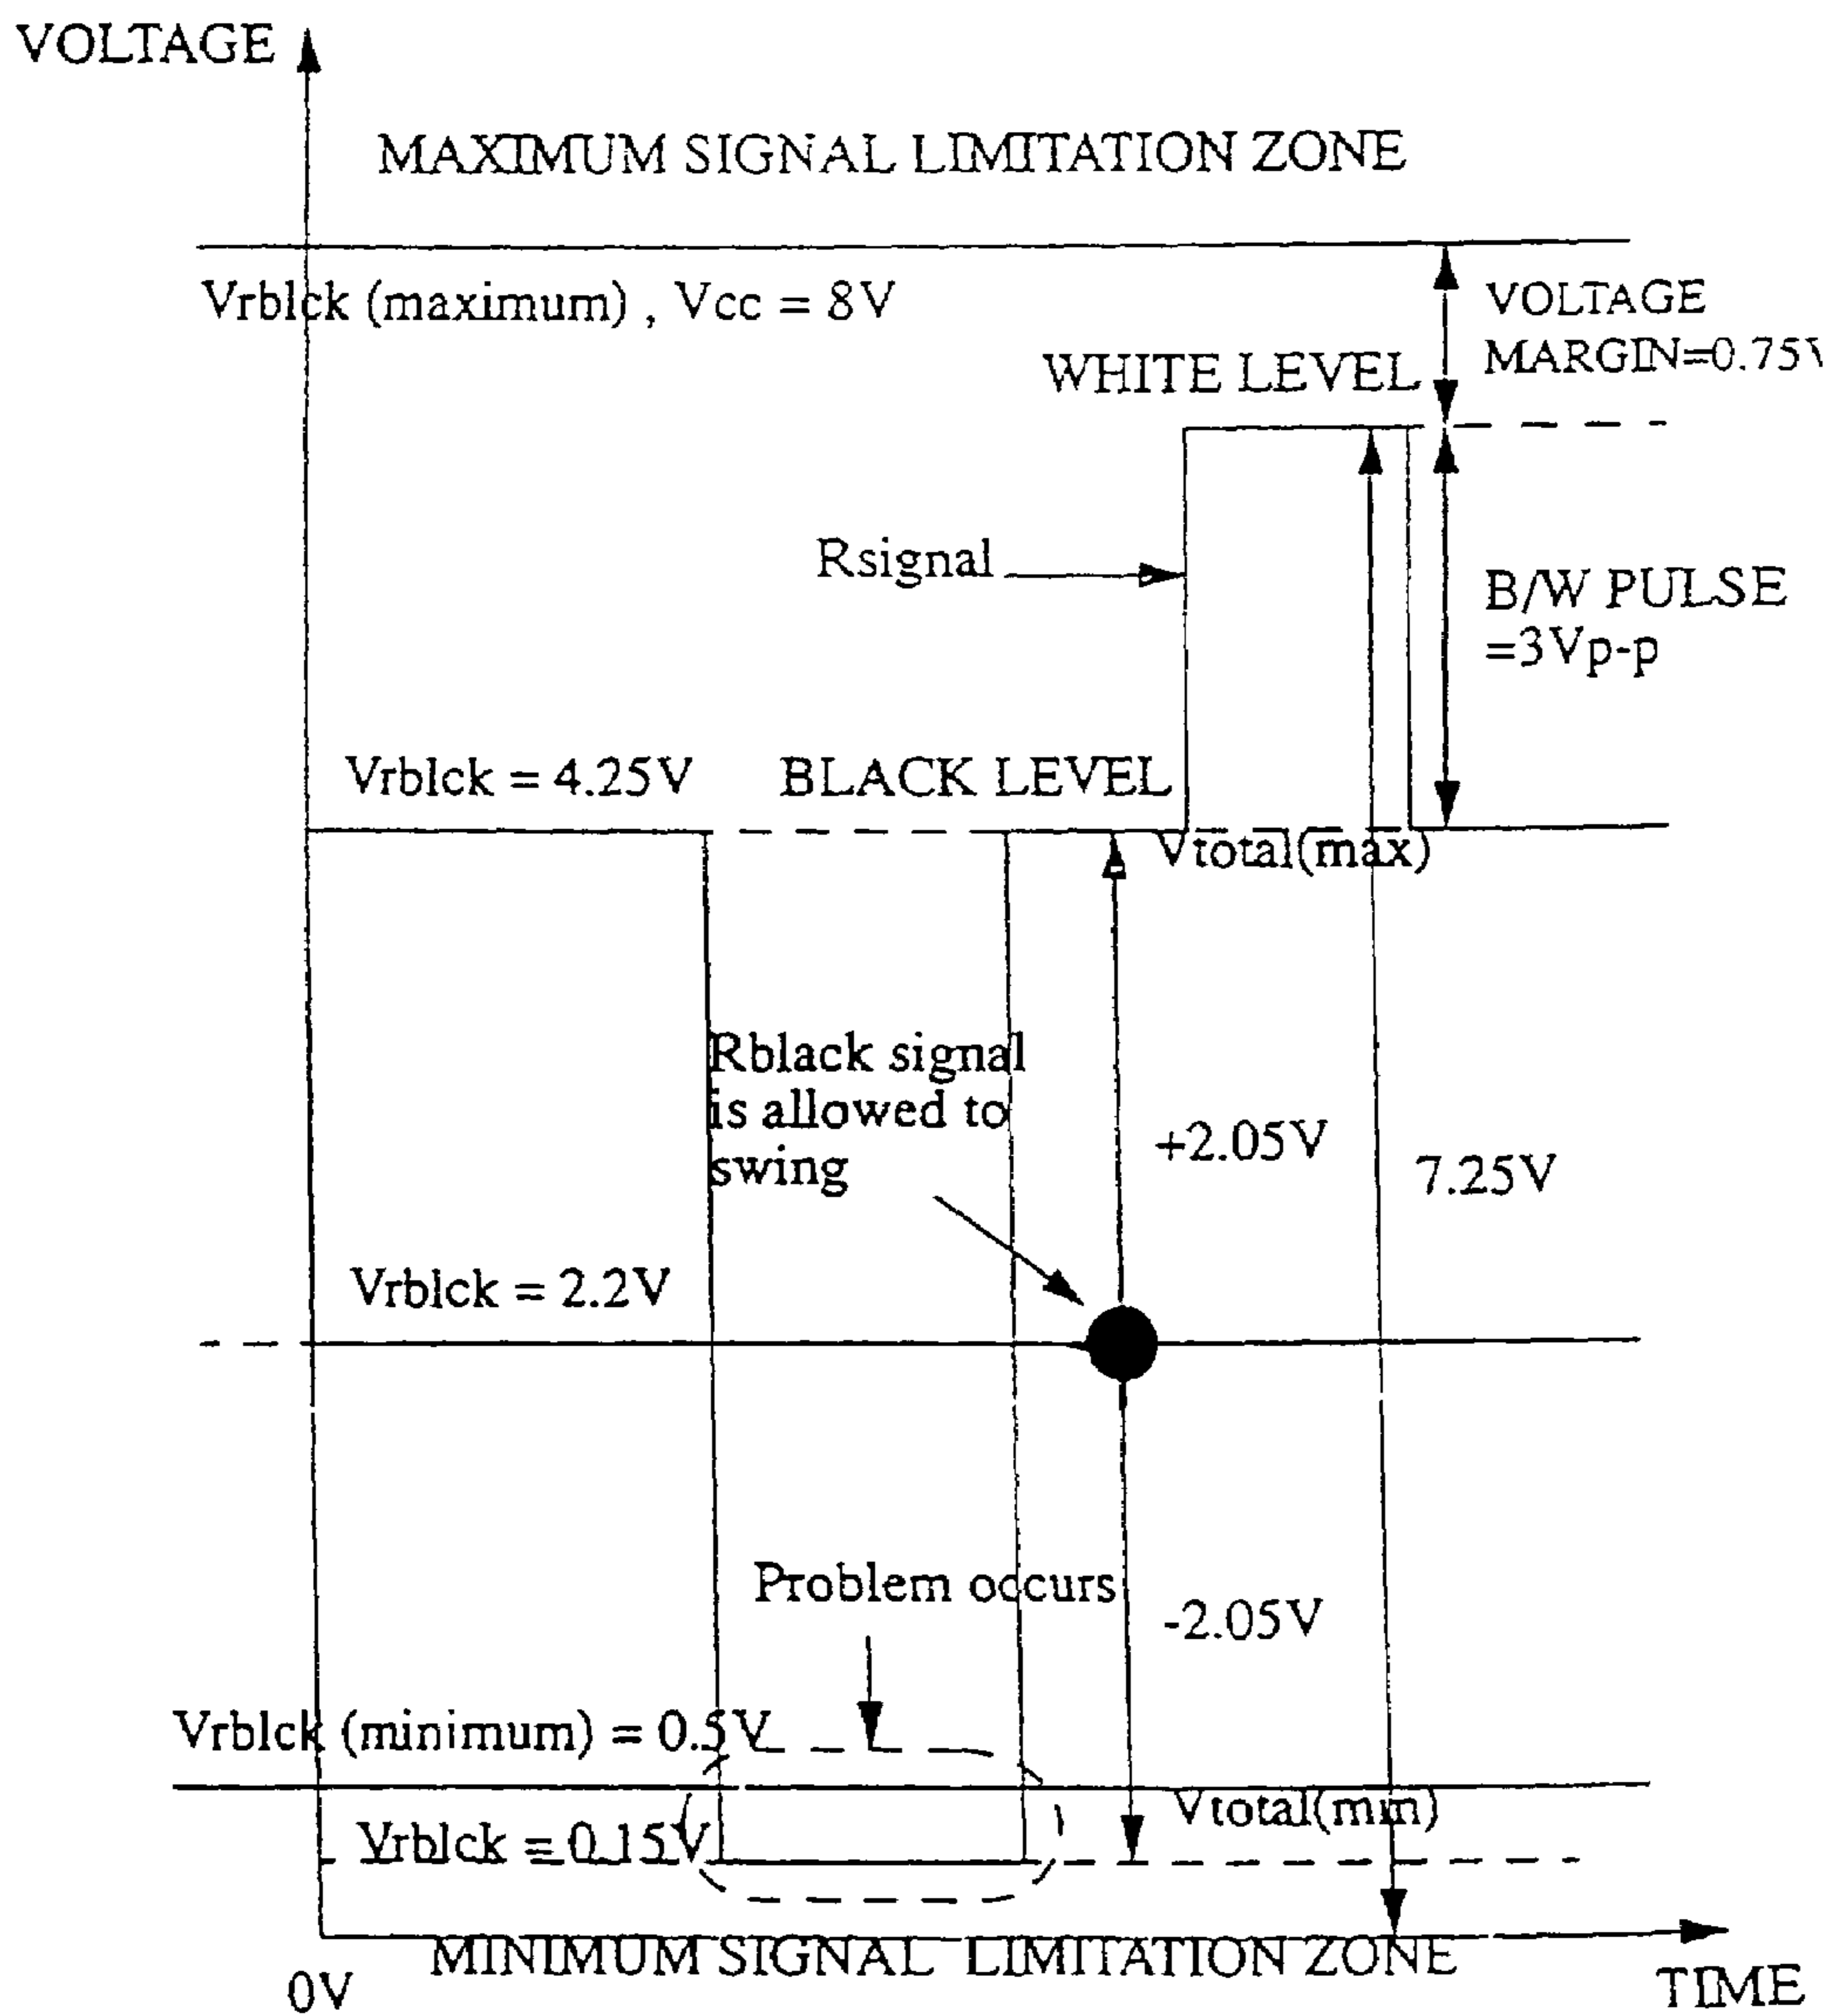 VOLTAGE
MAXIMUM SIGNAL LIMITATION ZONE
Vrblck (maximum) , Vcc = 8V
VOLTAGE
MARGIN=0.75V
WHITE LEVEL
Rsignal
B/W PULSE
=3Vp-p
Vrblck = 4.25V
BLACK LEVEL
Vtotal(max)
Rblack signal
is allowed to
swing
+2.05V
7.25V
Vrblck = 2.2V
Problem occurs
-2.05V
Vrblck (minimum) = 0.5V
Vtotal(min)
Vrblck = 0.15V
MINIMUM SIGNAL LIMITATION ZONE
0V
TIME